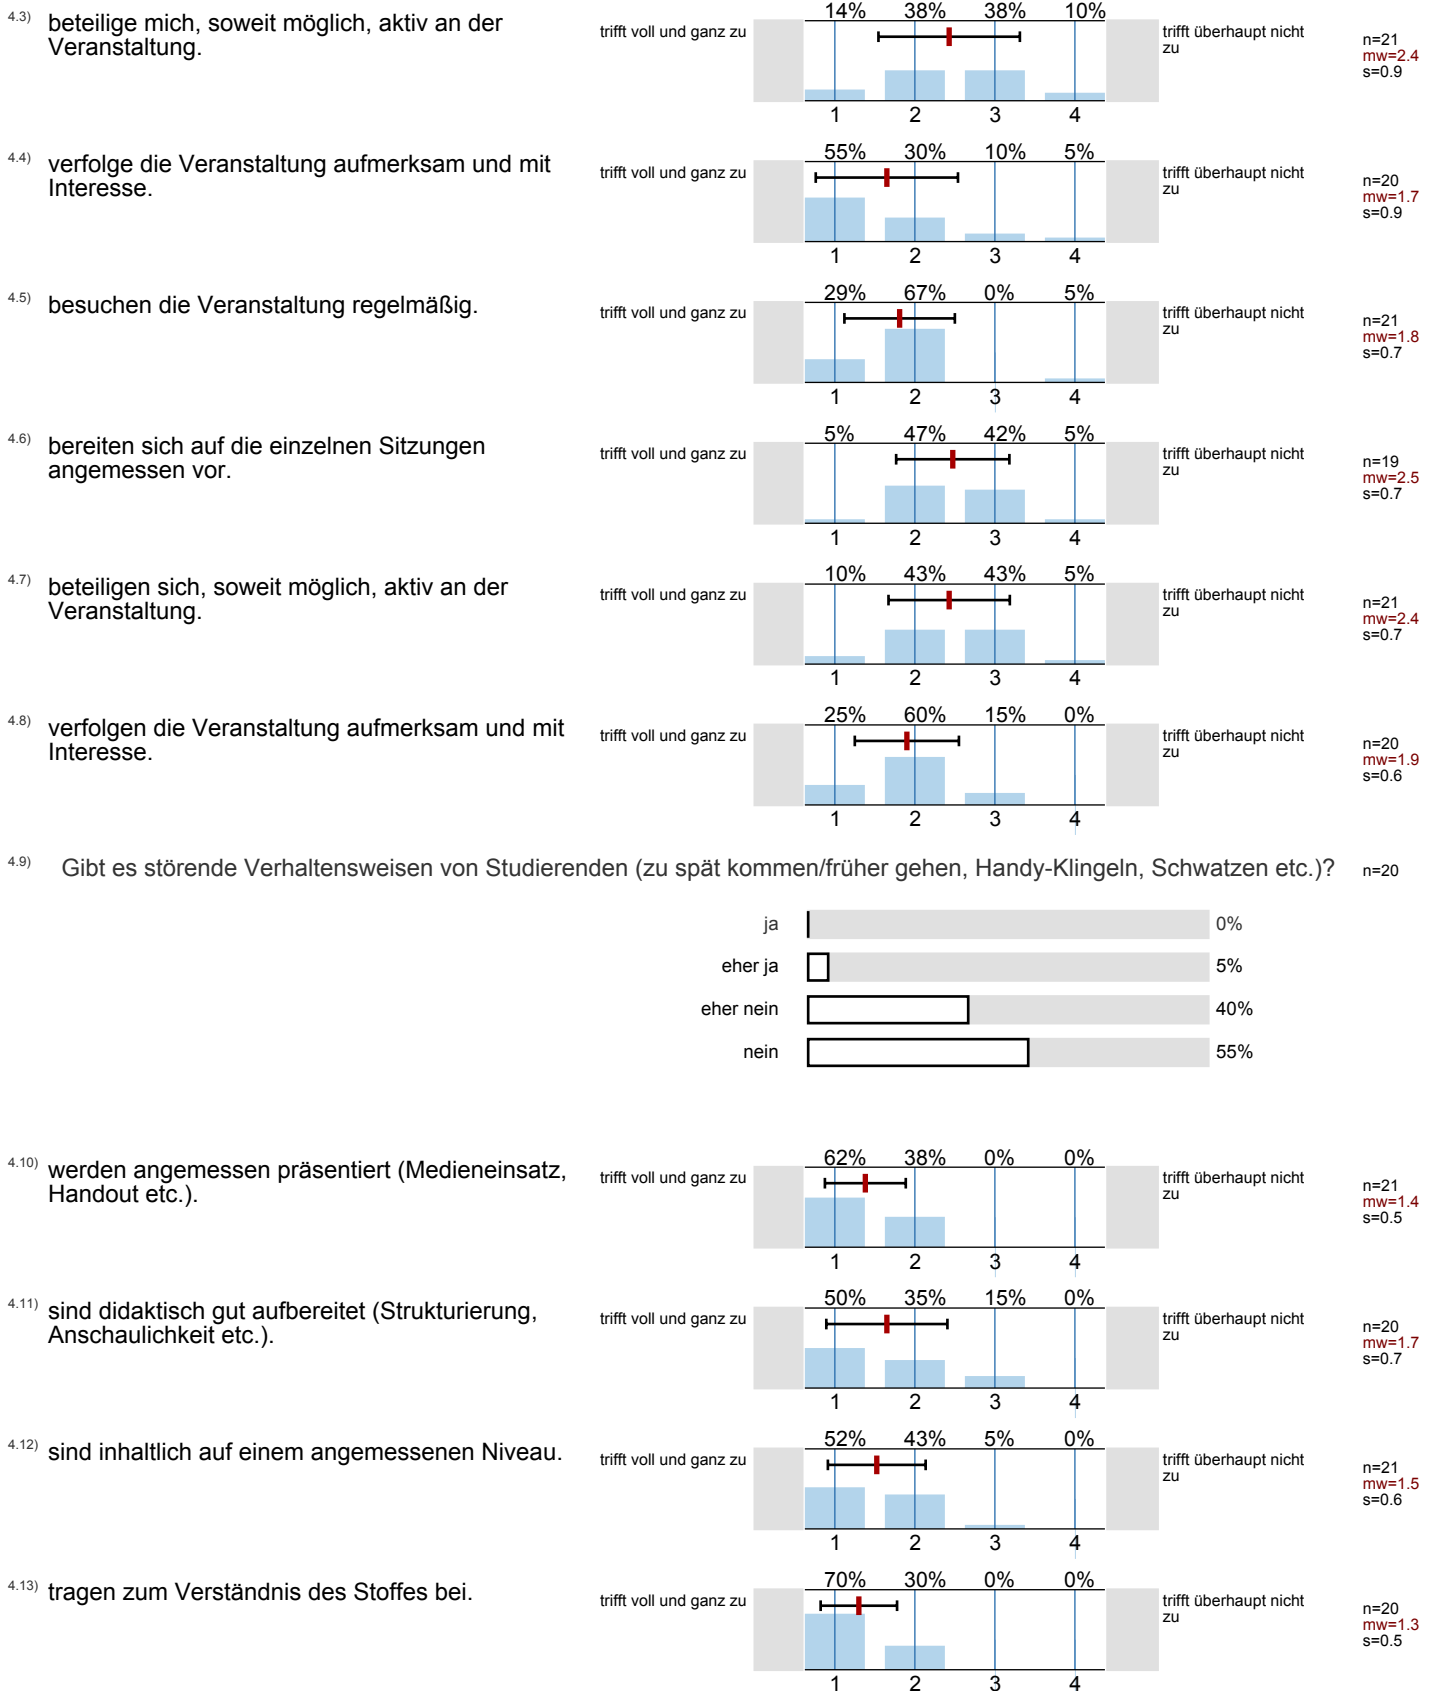 4.3) beteilige mich, soweit möglich, aktiv an der
Veranstaltung.
trifft voll und ganz zu
14% 38% 38% 10%
1 2 3 4
trifft überhaupt nicht
zu
n=21
mw=2.4
s=0.9
4.4) verfolge die Veranstaltung aufmerksam und mit
Interesse.
trifft voll und ganz zu
55% 30% 10% 5%
1 2 3 4
trifft überhaupt nicht
zu
n=20
mw=1.7
s=0.9
4.5) besuchen die Veranstaltung regelmäßig.
trifft voll und ganz zu
29% 67% 0% 5%
1 2 3 4
trifft überhaupt nicht
zu
n=21
mw=1.8
s=0.7
4.6) bereiten sich auf die einzelnen Sitzungen
angemessen vor.
trifft voll und ganz zu
5% 47% 42% 5%
1 2 3 4
trifft überhaupt nicht
zu
n=19
mw=2.5
s=0.7
4.7) beteiligen sich, soweit möglich, aktiv an der
Veranstaltung.
trifft voll und ganz zu
10% 43% 43% 5%
1 2 3 4
trifft überhaupt nicht
zu
n=21
mw=2.4
s=0.7
4.8) verfolgen die Veranstaltung aufmerksam und mit
Interesse.
trifft voll und ganz zu
25% 60% 15% 0%
1 2 3 4
trifft überhaupt nicht
zu
n=20
mw=1.9
s=0.6
4.9) Gibt es störende Verhaltensweisen von Studierenden (zu spät kommen/früher gehen, Handy-Klingeln, Schwatzen etc.)? n=20
ja 0%
eher ja 5%
eher nein 40%
nein 55%
4.10) werden angemessen präsentiert (Medieneinsatz,
Handout etc.).
trifft voll und ganz zu
62% 38% 0% 0%
1 2 3 4
trifft überhaupt nicht
zu
n=21
mw=1.4
s=0.5
4.11) sind didaktisch gut aufbereitet (Strukturierung,
Anschaulichkeit etc.).
trifft voll und ganz zu
50% 35% 15% 0%
1 2 3 4
trifft überhaupt nicht
zu
n=20
mw=1.7
s=0.7
4.12) sind inhaltlich auf einem angemessenen Niveau.
trifft voll und ganz zu
52% 43% 5% 0%
1 2 3 4
trifft überhaupt nicht
zu
n=21
mw=1.5
s=0.6
4.13) tragen zum Verständnis des Stoffes bei.
trifft voll und ganz zu
70% 30% 0% 0%
1 2 3 4
trifft überhaupt nicht
zu
n=20
mw=1.3
s=0.5